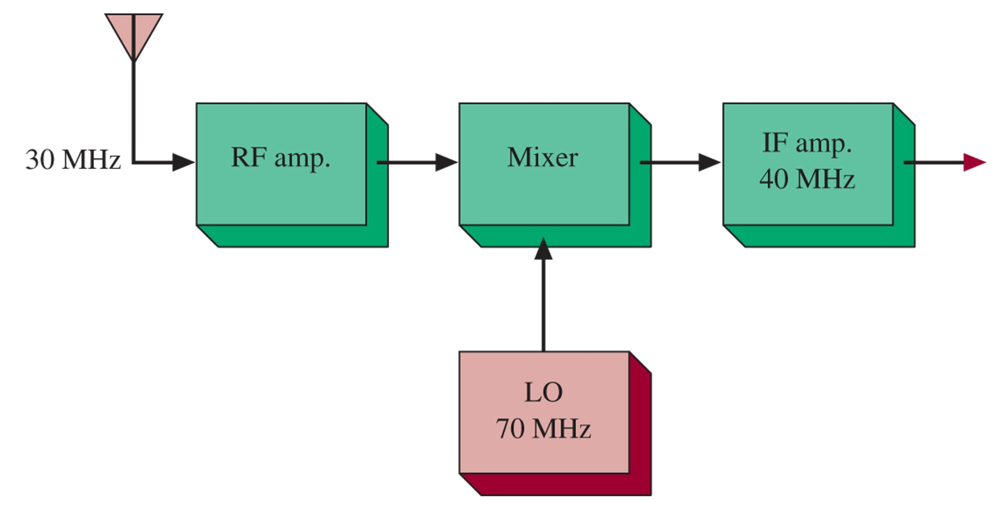 30 MHz
RF amp.
Mixer
IF amp.
40 MHz
LO
70 MHz